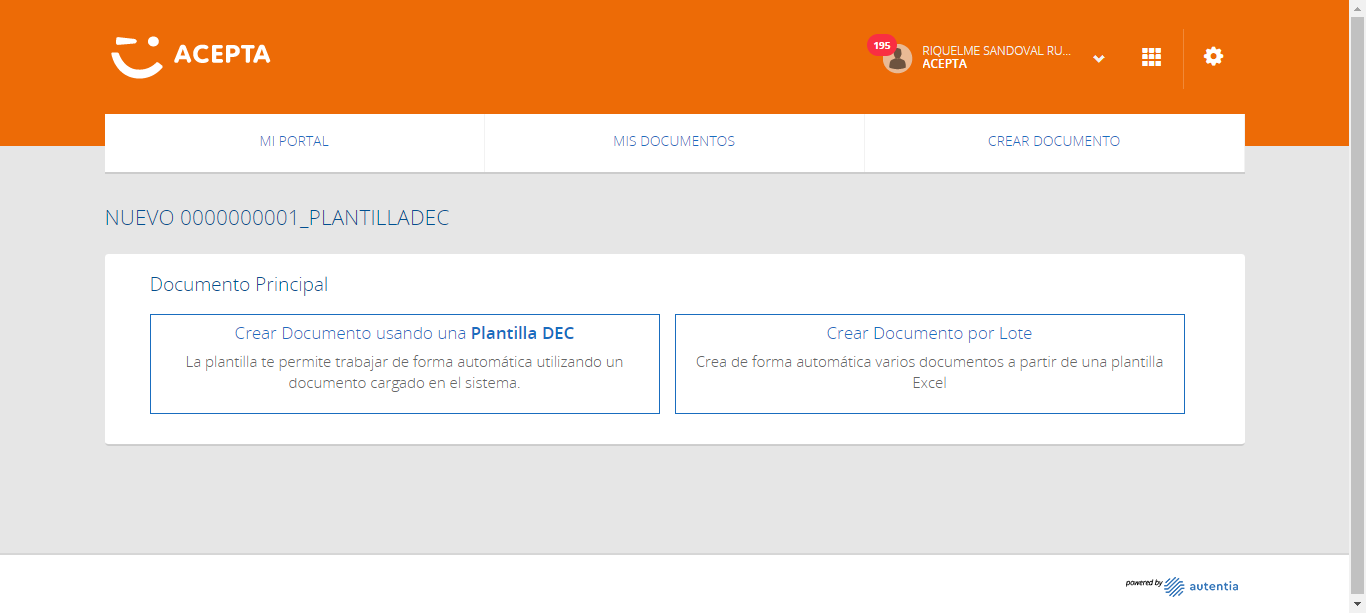 ACEPTA
195
RIQUELME SANDOVAL RU...
ACEPTA
MI PORTAL
MIS DOCUMENTOS
CREAR DOCUMENTO
NUEVO 0000000001_PLANTILLADEC
Documento Principal
Crear Documento usando una Plantilla DEC
La plantilla te permite trabajar de forma automática utilizando un
documento cargado en el sistema.
Crear Documento por Lote
Crea de forma automática varios documentos a partir de una plantilla
Excel
powered by autentia